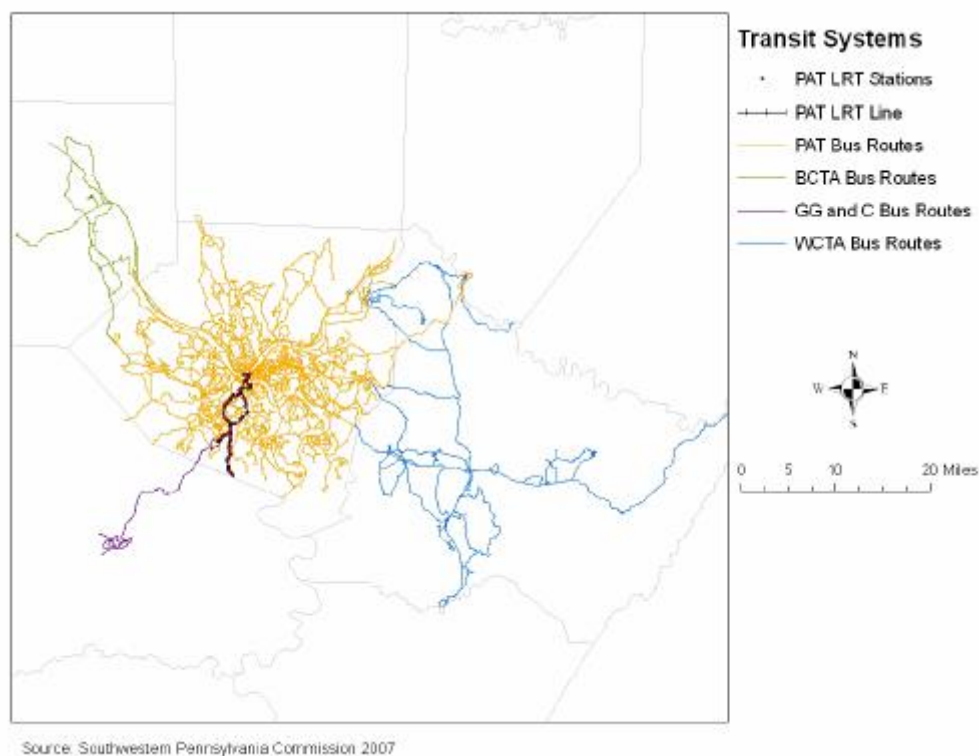 Transit Systems
PAT LRT Stations
PAT LRT Line
PAT Bus Routes
BCTA Bus Routes
GG and C Bus Routes
WCTA Bus Routes
N
W E
S
0 5 10 20 Miles
Source: Southwestern Pennsylvania Commission 2007